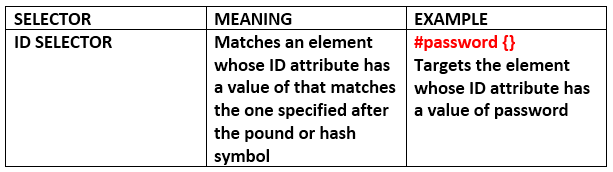 SELECTOR MEANING EXAMPLE
ID SELECTOR
Matches an element
whose ID attribute has
a value of that matches
the one specified after
the pound or hash
symbol
#password {}
Targets the element
whose ID attribute has
a value of password